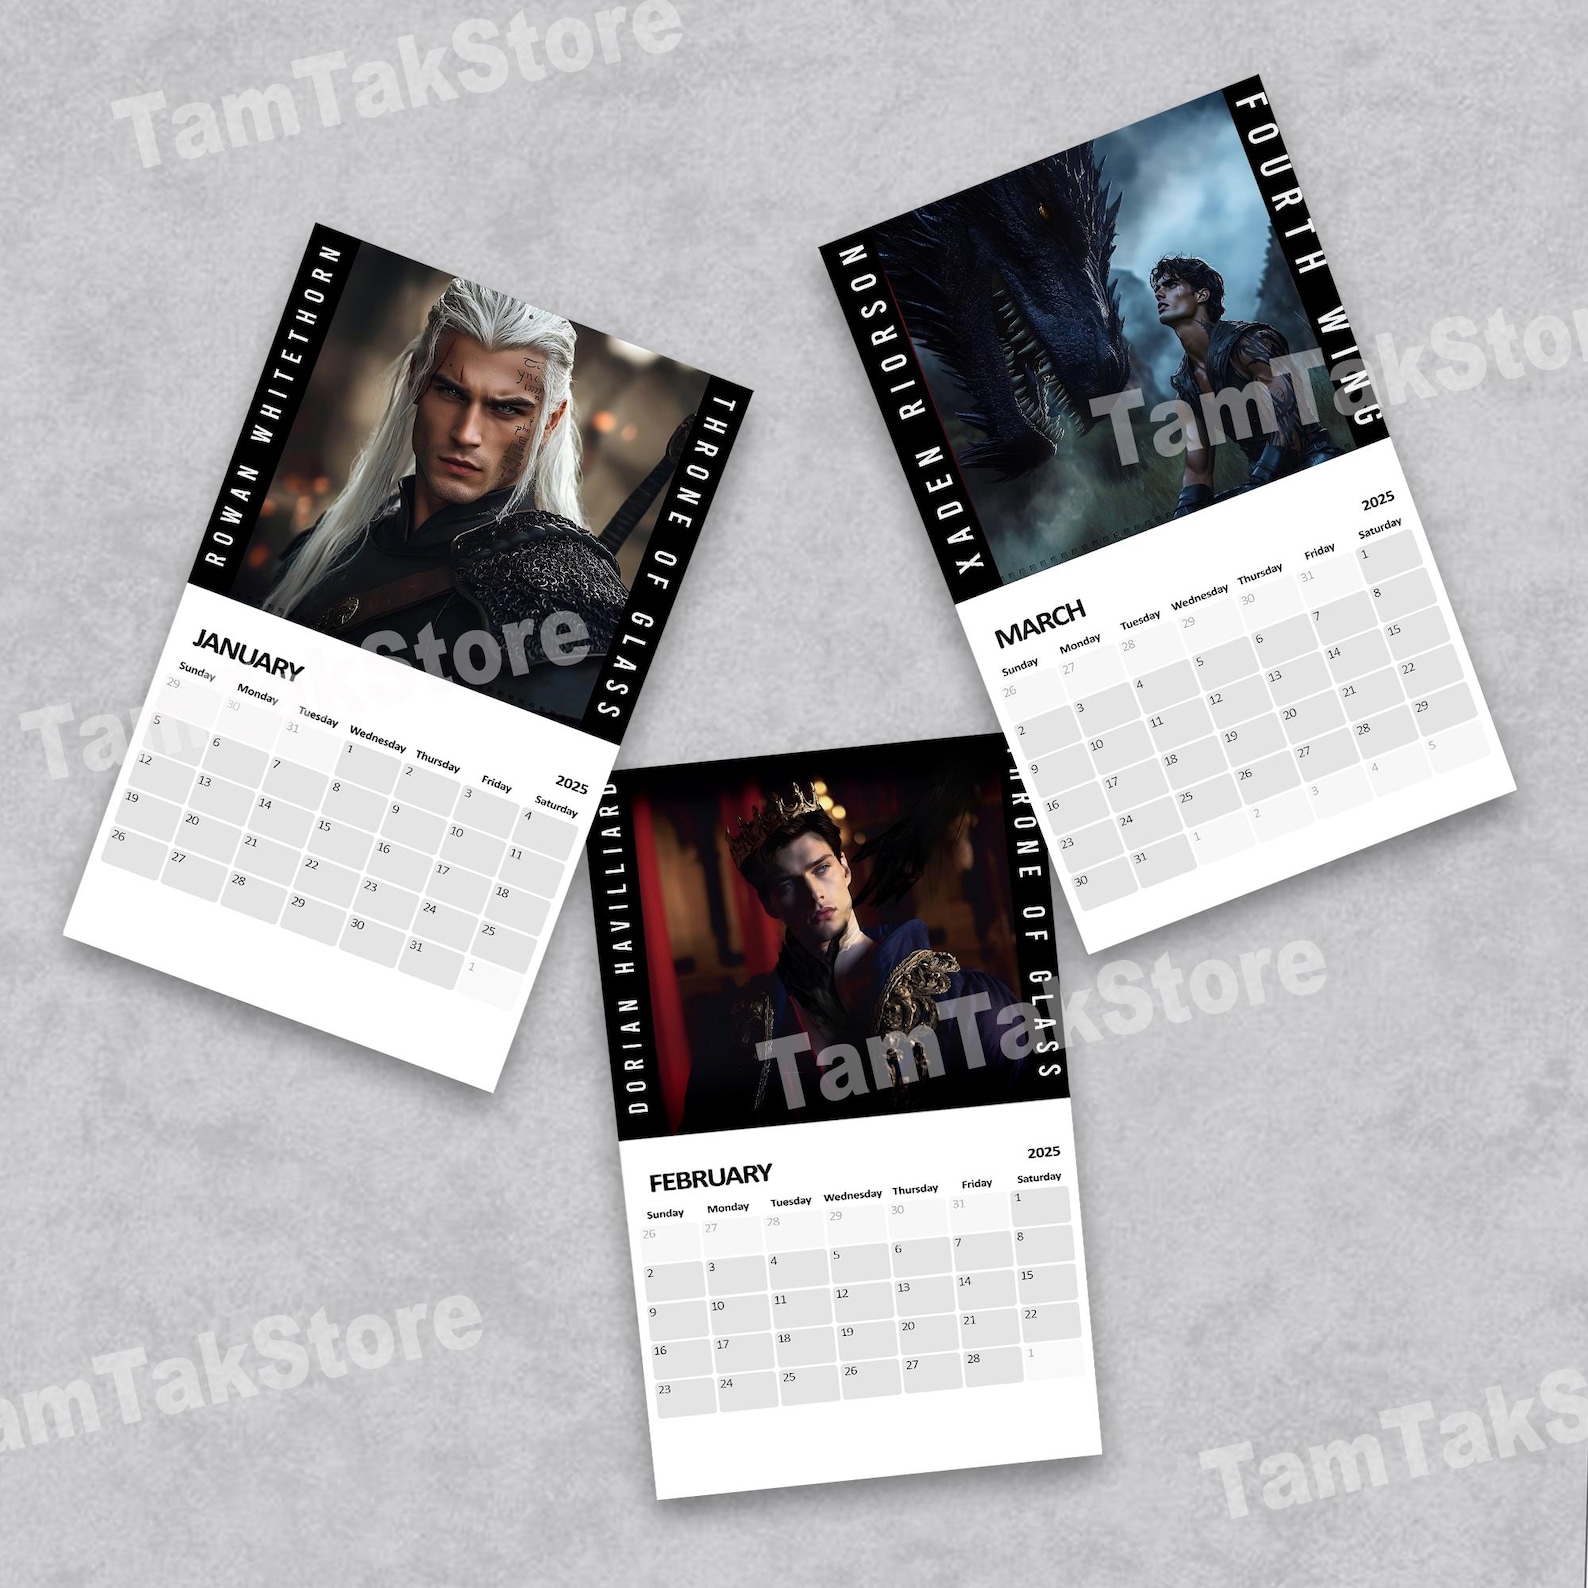 TamTakStore
ROWAN WHITETHORN
THRONE OF GLASS
JANUARY
2025
Sunday Monday Tuesday Wednesday Thursday Friday Saturday
29 30 31 1 2 3 4
5 6 7 8 9 10 11
12 13 14 15 16 17 18
19 20 21 22 23 24 25
26 27 28 29 30 31 1
XADEN RIORSON
FOURTH WING
TamTakStor
MARCH
2025
Sunday Monday Tuesday Wednesday Thursday Friday Saturday
26 27 28 29 30 31 1
2 3 4 5 6 7 8
9 10 11 12 13 14 15
16 17 18 19 20 21 22
23 24 25 26 27 28 29
30 31 1 2 3 4 5
DORIAN HAVILLIARD
THRONE OF GLASS
TamTakStore
FEBRUARY
2025
Sunday Monday Tuesday Wednesday Thursday Friday Saturday
26 27 28 29 30 31 1
2 3 4 5 6 7 8
9 10 11 12 13 14 15
16 17 18 19 20 21 22
23 24 25 26 27 28 1
amTakStore
TamTakS